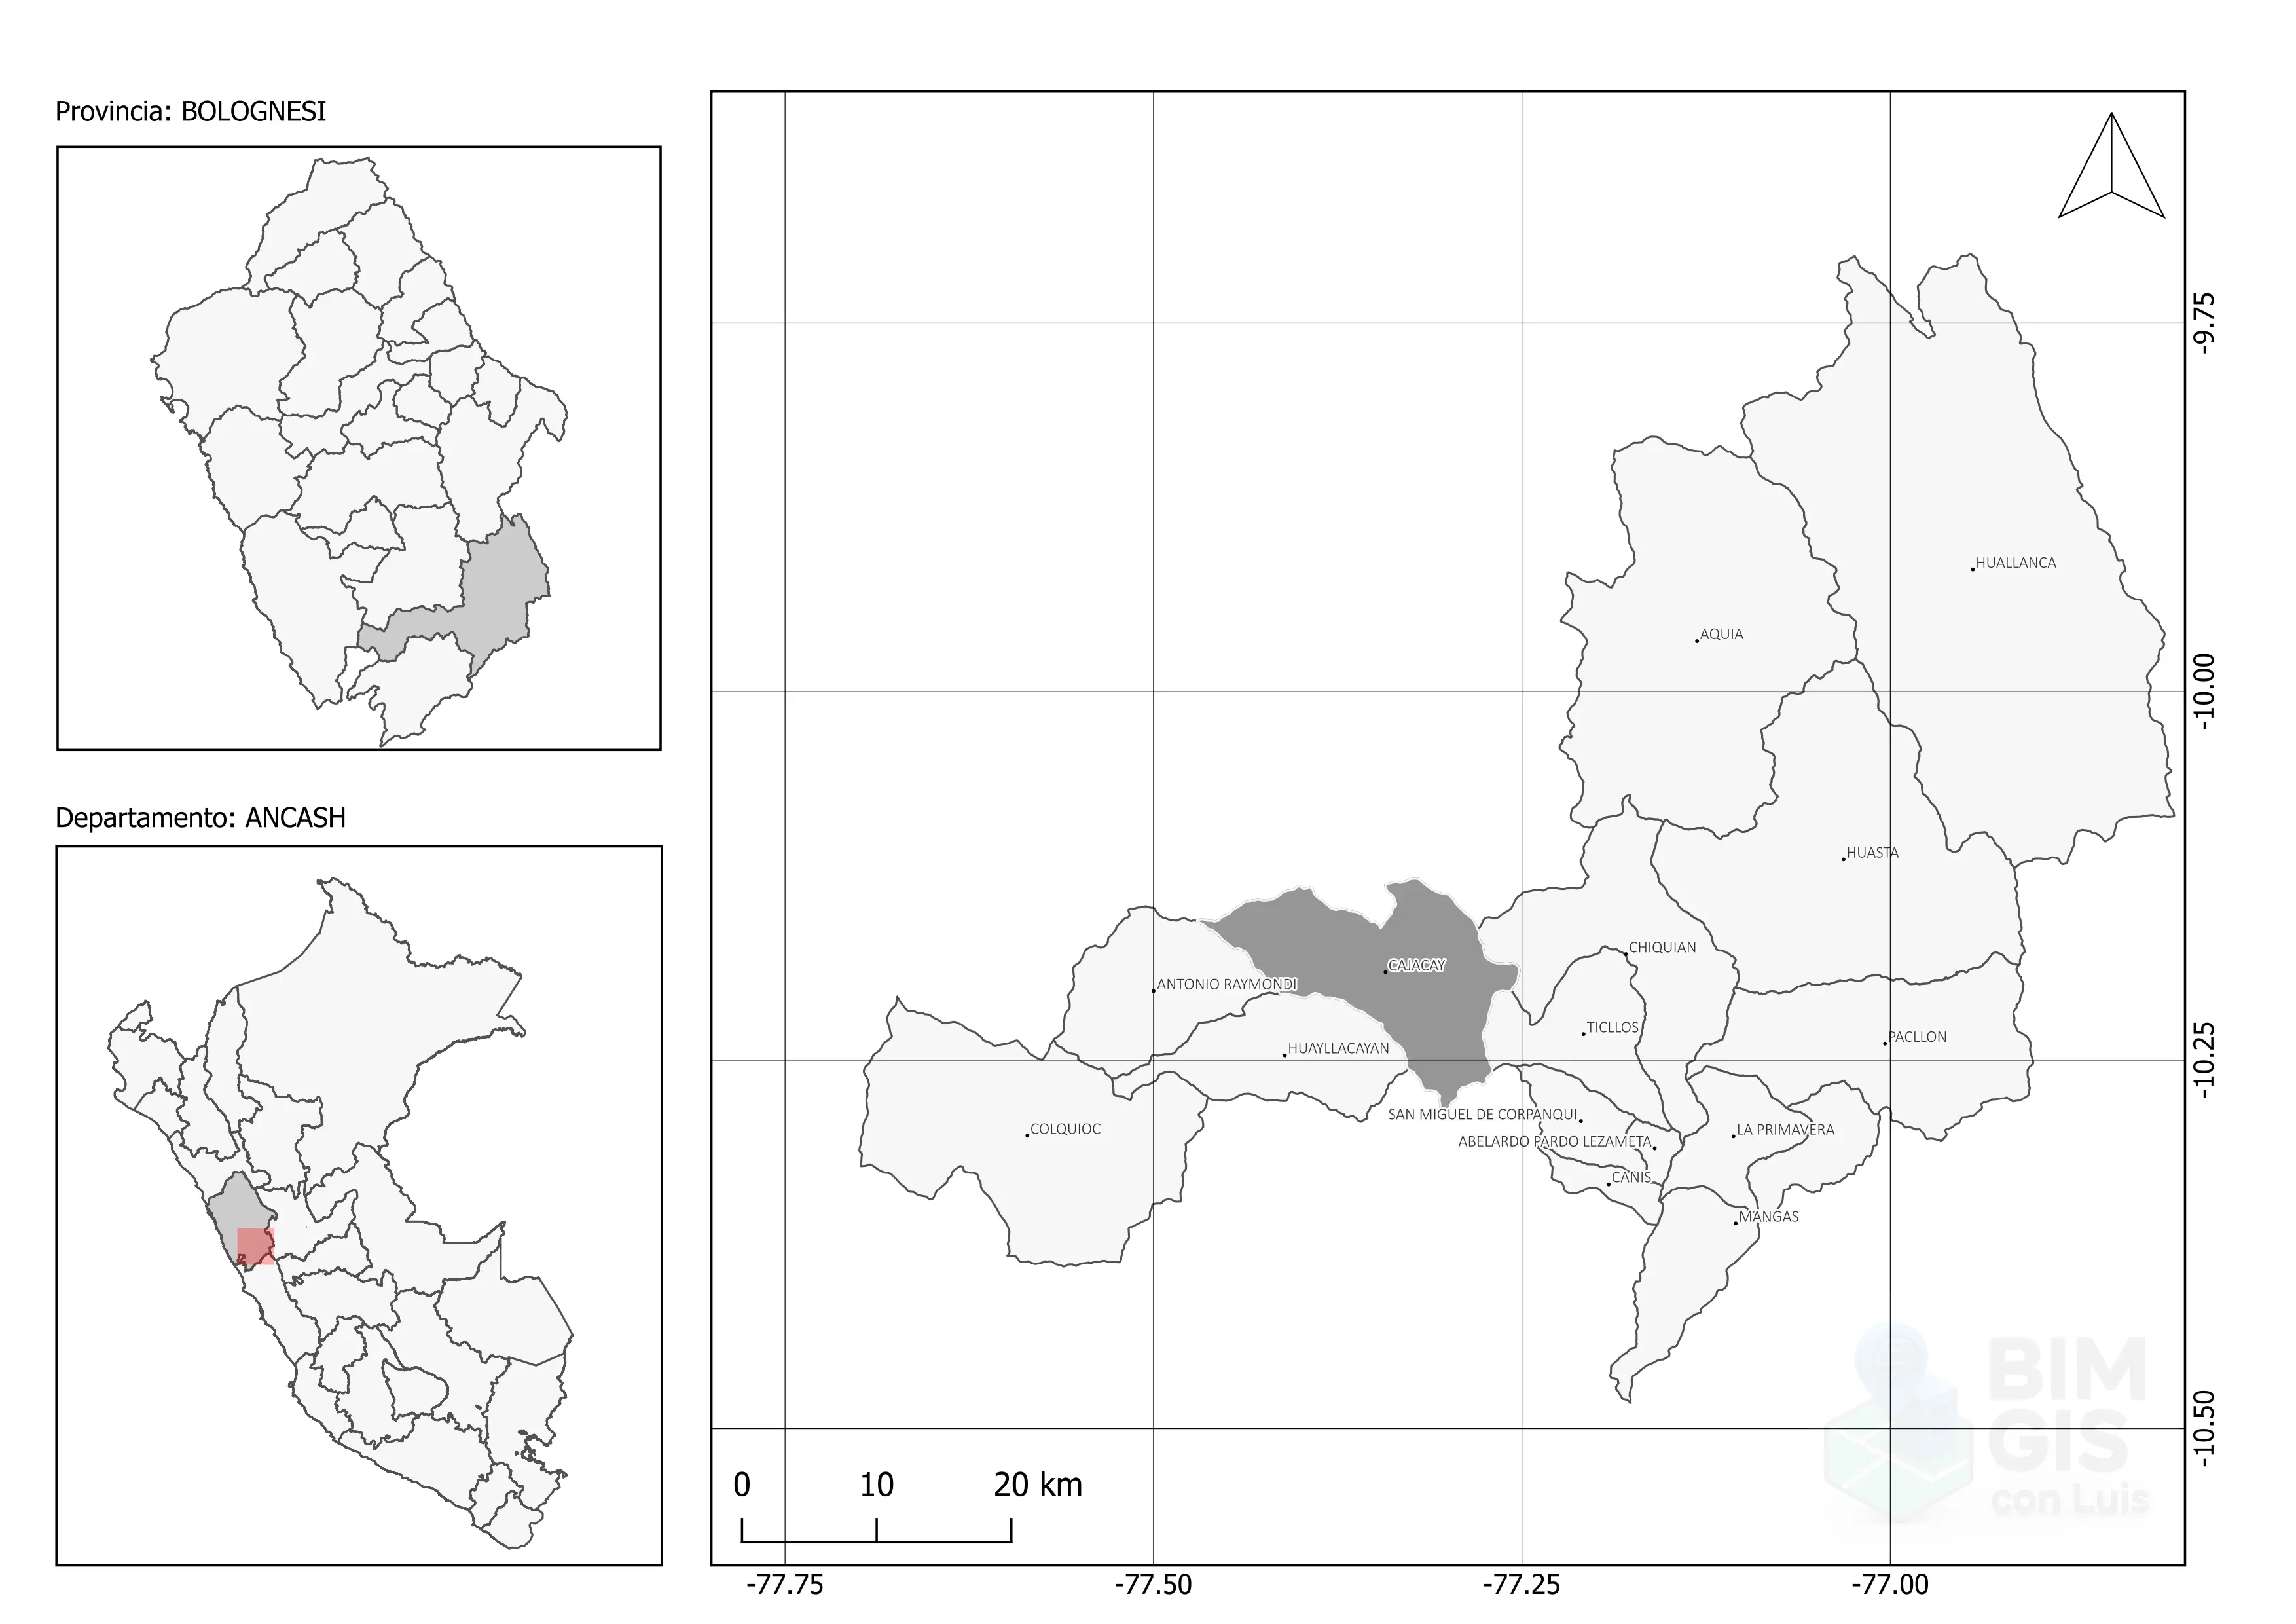 Provincia: BOLOGNESI
Departamento: ANCASH
-9.75
-10.00
-10.25
-10.50
HUALLANCA
AQUIA
HUASTA
CHIQUIAN
CAJACAY
ANTONIO RAYMONDI
TICLLOS
PACLLON
HUAYLLACAYAN
SAN MIGUEL DE CORPANQUI
COLQUIOC
LA PRIMAVERA
ABELARDO PARDO LEZAMETA
CANIS
MANGAS
BIM
GIS
con Luis
0 10 20 km
-77.75 -77.50 -77.25 -77.00